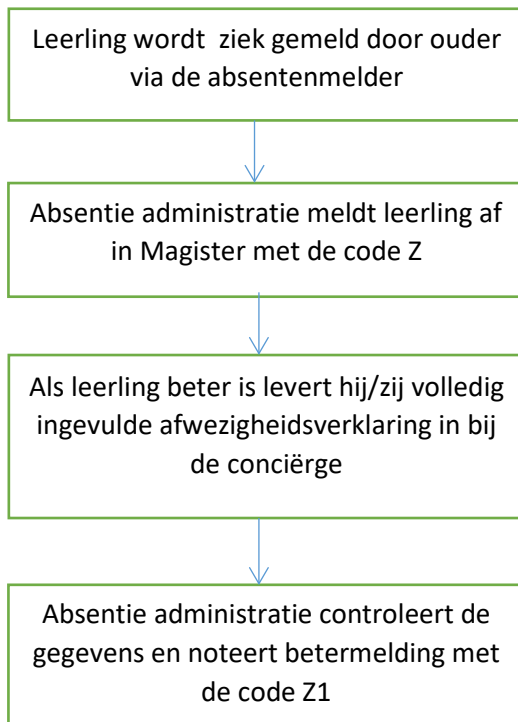 Leerling wordt  ziek gemeld door ouder
via de absentenmelder
Absentie administratie meldt leerling af
in Magister met de code Z
Als leerling beter is levert hij/zij volledig
ingevulde afwezigheidsverklaring in bij
de conciërge
Absentie administratie controleert de
gegevens en noteert betermelding met
de code Z1